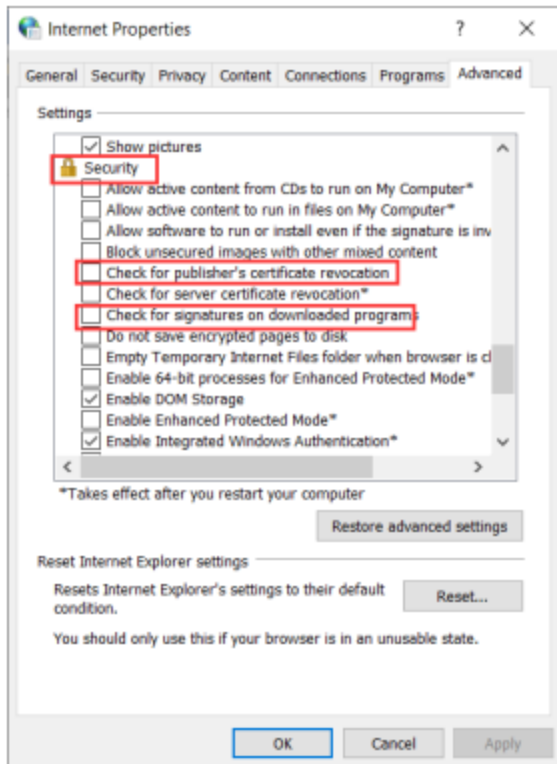 Internet Properties
General Security Privacy Content Connections Programs Advanced
Settings
Show pictures
Security
Allow active content from CDs to run on My Computer*
Allow active content to run in files on My Computer*
Allow software to run or install even if the signature is inv
Block unsecured images with other mixed content
Check for publisher's certificate revocation
Check for server certificate revocation*
Check for signatures on downloaded programs
Do not save encrypted pages to disk
Empty Temporary Internet Files folder when browser is cl
Enable 64-bit processes for Enhanced Protected Mode*
Enable DOM Storage
Enable Enhanced Protected Mode*
Enable Integrated Windows Authentication*
*Takes effect after you restart your computer
Restore advanced settings
Reset Internet Explorer settings
Resets Internet Explorer's settings to their default
condition.
Reset...
You should only use this if your browser is in an unusable state.
OK Cancel Apply